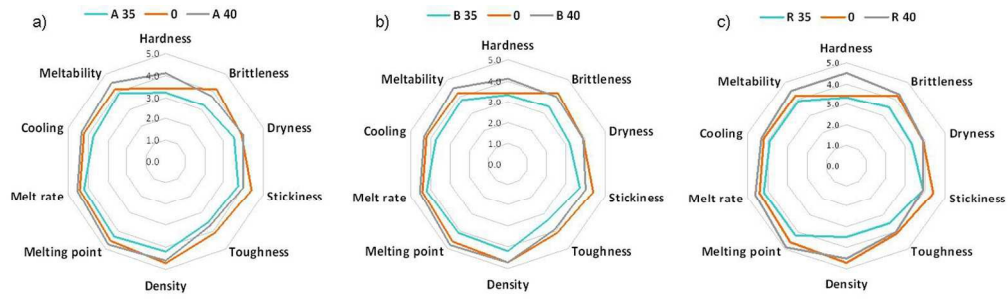 a)
A 35 0 A 40
Hardness
5.0
Meltability 4.0 Brittleness
3.0
Cooling 2.0 Dryness
1.0
0.0
Melt rate Stickiness
Melting point Toughness
Density
b)
B 35 0 B 40
Hardness
5.0
Meltability 4.0 Brittleness
3.0
Cooling 2.0 Dryness
1.0
0.0
Melt rate Stickiness
Melting point Toughness
Density
c)
R 35 0 R 40
Hardness
5.0
Meltability 4.0 Brittleness
3.0
Cooling 2.0 Dryness
1.0
0.0
Melt rate Stickiness
Melting point Toughness
Density